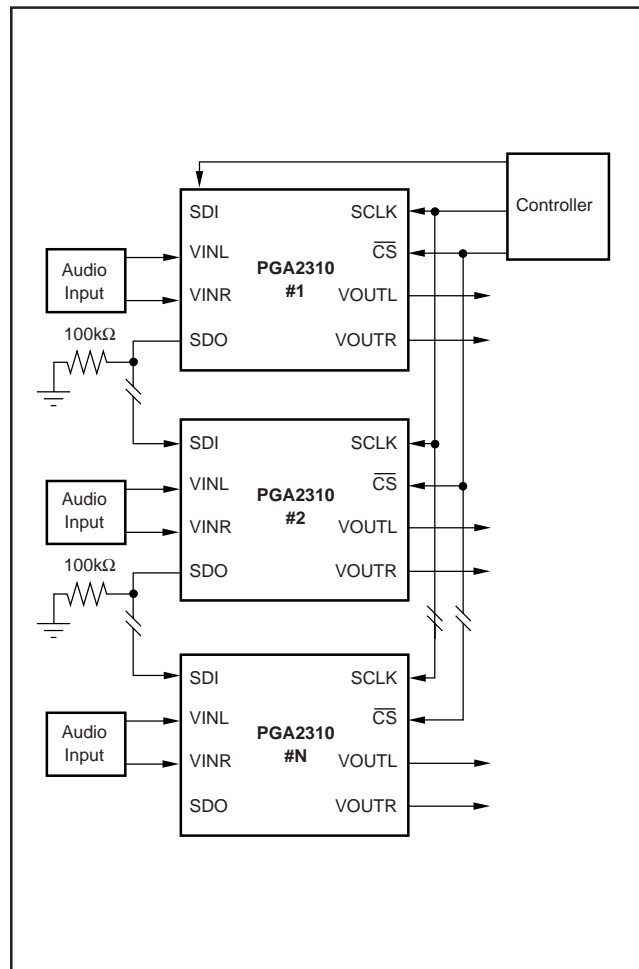 Controller
SDI
SCLK
VINL
CS
Audio
Input
PGA2310
#1
VINR
VOUTL
100kΩ
SDO
VOUTR
SDI
SCLK
VINL
CS
Audio
Input
PGA2310
#2
VINR
VOUTL
100kΩ
SDO
VOUTR
SDI
SCLK
VINL
CS
Audio
Input
PGA2310
#N
VINR
VOUTL
SDO
VOUTR